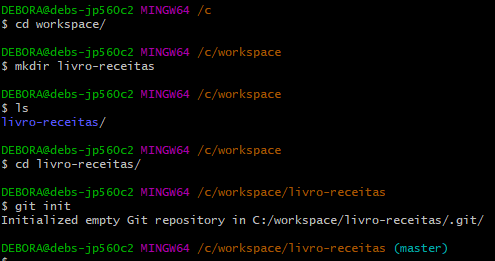 DEBORA@debs-jp560c2 MINGW64 /c
$ cd workspace/
DEBORA@debs-jp560c2 MINGW64 /c/workspace
$ mkdir livro-receitas
DEBORA@debs-jp560c2 MINGW64 /c/workspace
$ ls
livro-receitas/
DEBORA@debs-jp560c2 MINGW64 /c/workspace
$ cd livro-receitas/
DEBORA@debs-jp560c2 MINGW64 /c/workspace/livro-receitas
$ git init
Initialized empty Git repository in C:/workspace/livro-receitas/.git/
DEBORA@debs-jp560c2 MINGW64 /c/workspace/livro-receitas (master)